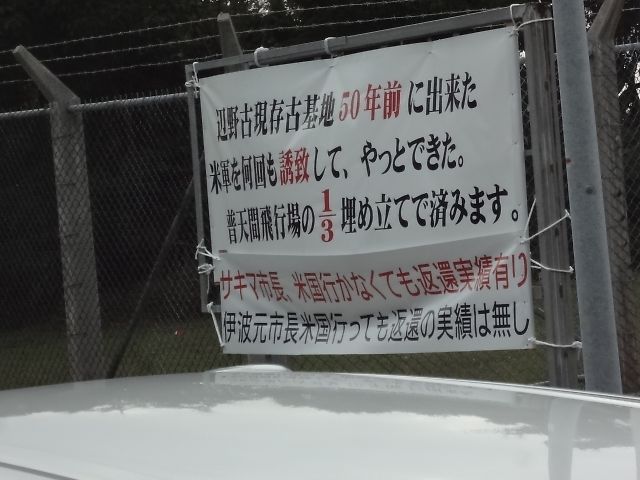 辺野古現存古基地50年前に出来た
米軍を何回も誘致して、やっとできた。
普天間飛行場の1/3埋め立てで済みます。
サキマ市長、米国行かなくても返還実績有り
伊波元市長米国行っても返還の実績は無し